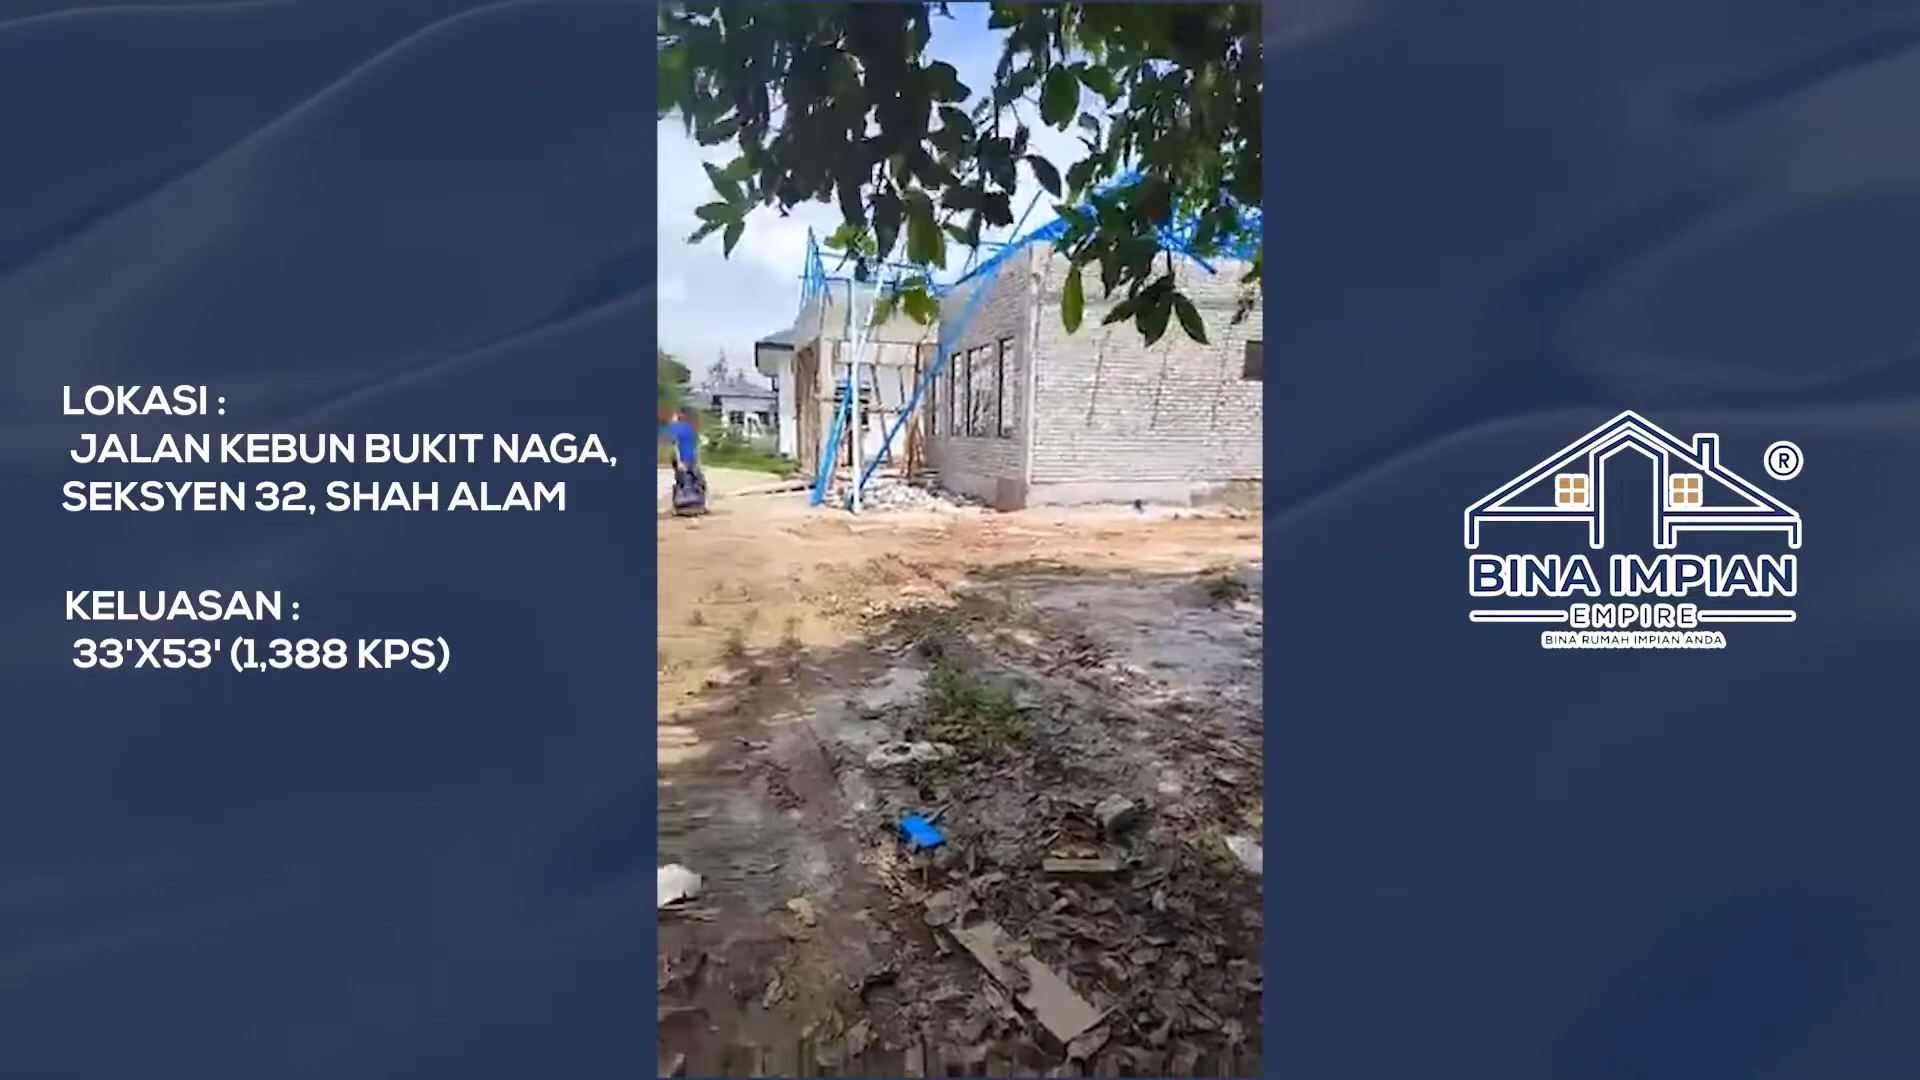 LOKASI :
JALAN KEBUN BUKIT NAGA,
SEKSYEN 32, SHAH ALAM
KELUASAN :
33'X53' (1,388 KPS)
®
BINA IMPIAN
EMPIRE
BINA RUMAH IMPIAN ANDA